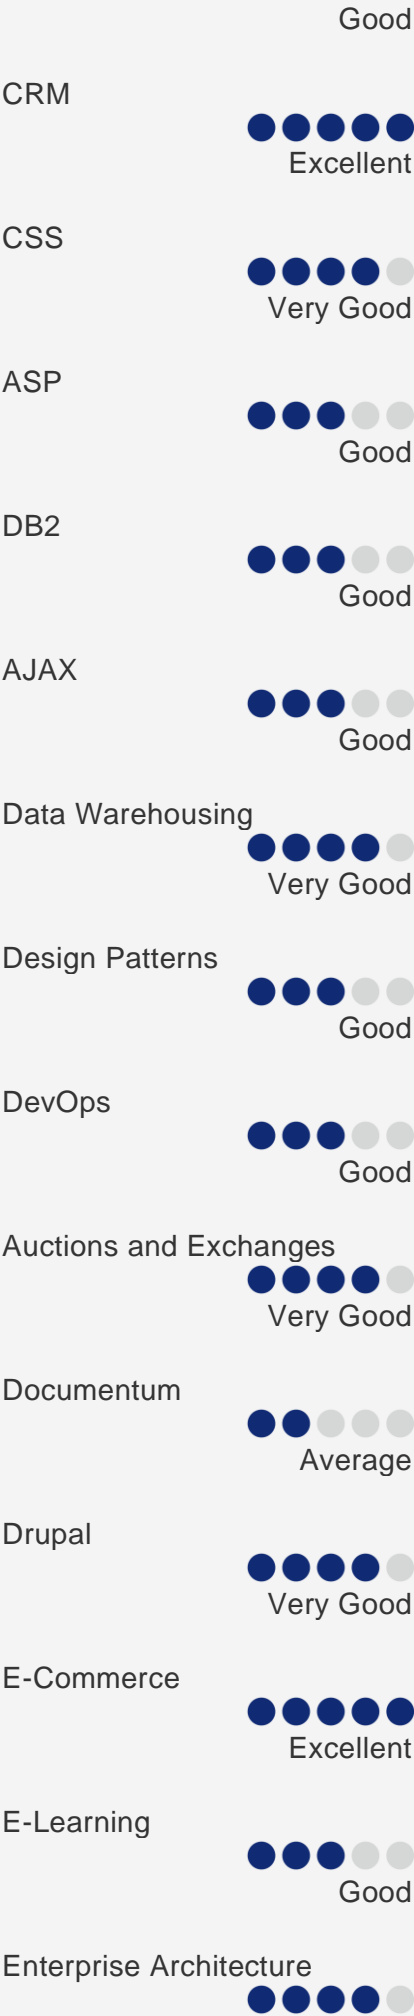 Good
CRM
Excellent
CSS
Very Good
ASP
Good
DB2
Good
AJAX
Good
Data Warehousing
Very Good
Design Patterns
Good
DevOps
Good
Auctions and Exchanges
Very Good
Documentum
Average
Drupal
Very Good
E-Commerce
Excellent
E-Learning
Good
Enterprise Architecture